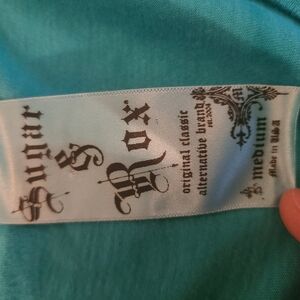 Sugar
&
Rox
original classic
alternative brand
medium
Made in USA